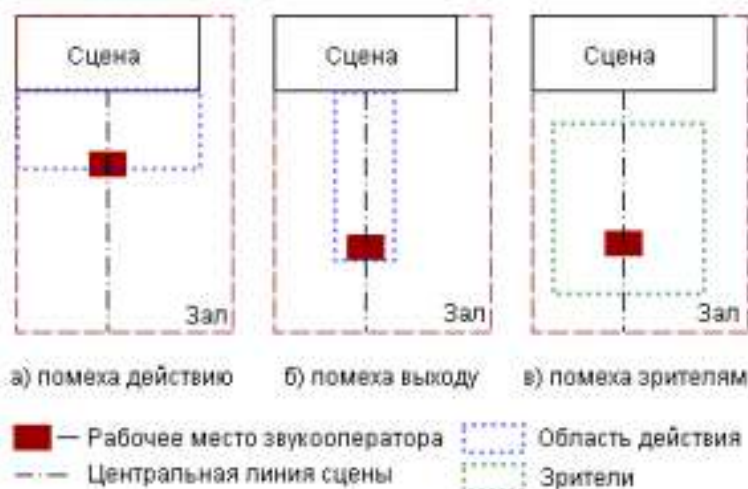 Сцена Сцена Сцена
Зал Зал Зал
а) помеха действию б) помеха выходу в) помеха зрителям
— Рабочее место звукооператора Область действия
Центральная линия сцены Зрители